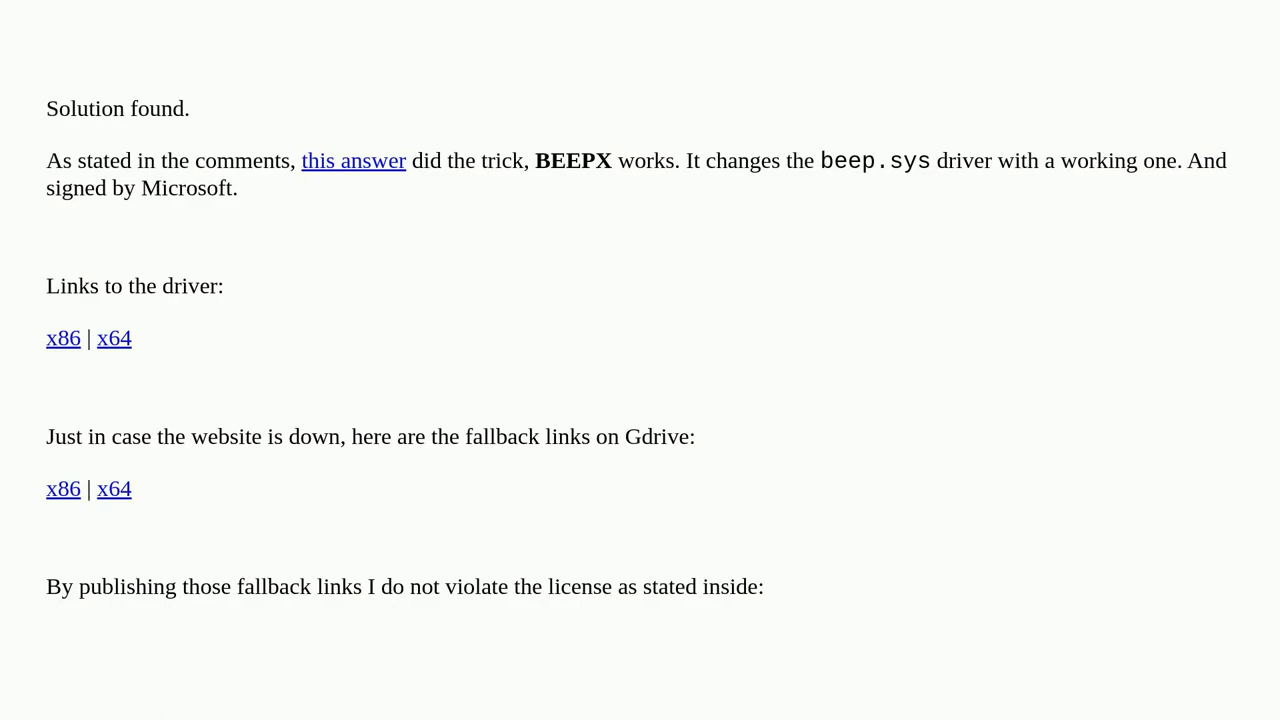 Solution found.
As stated in the comments, this answer did the trick, BEEPX works. It changes the beep.sys driver with a working one. And
signed by Microsoft.
Links to the driver:
x86 | x64
Just in case the website is down, here are the fallback links on Gdrive:
x86 | x64
By publishing those fallback links I do not violate the license as stated inside: